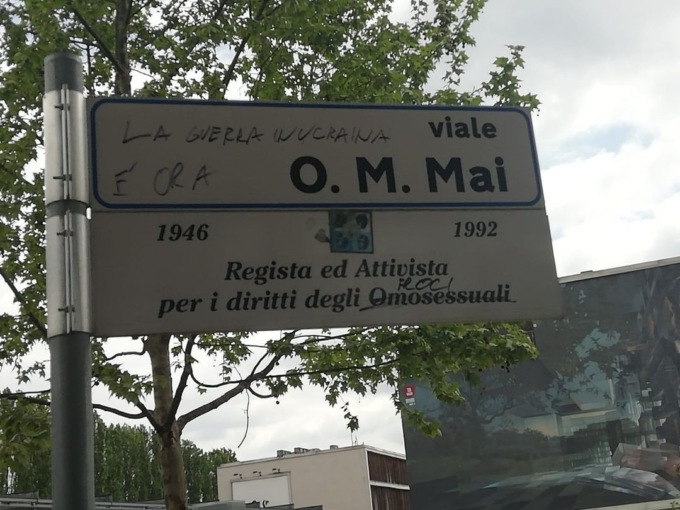 LA GUERRA IN UCRAINA viale
E' ORA O. M. Mai
1946 1992
Regista ed Attivista
FROCI
per i diritti degli Omosessuali